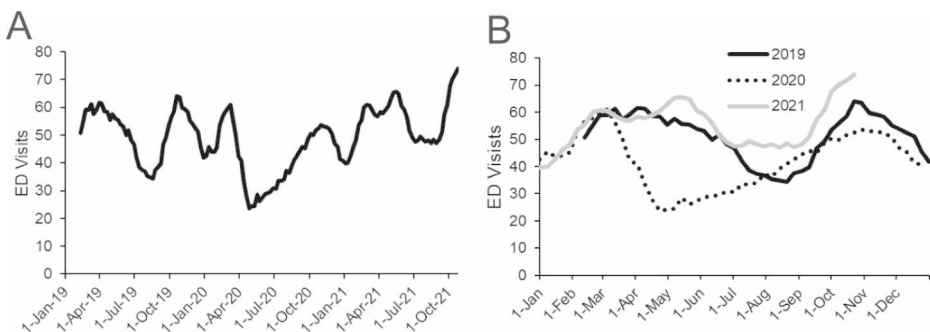 A
ED Visits
80
70
60
50
40
30
20
10
0
1-Jan-19
1-Apr-19
1-Jul-19
1-Oct-19
1-Jan-20
1-Apr-20
1-Jul-20
1-Oct-20
1-Jan-21
1-Apr-21
1-Jul-21
1-Oct-21
B
ED Visists
80
70
60
50
40
30
20
10
0
2019
2020
2021
1-Jan
1-Feb
1-Mar
1-Apr
1-May
1-Jun
1-Jul
1-Aug
1-Sep
1-Oct
1-Nov
1-Dec